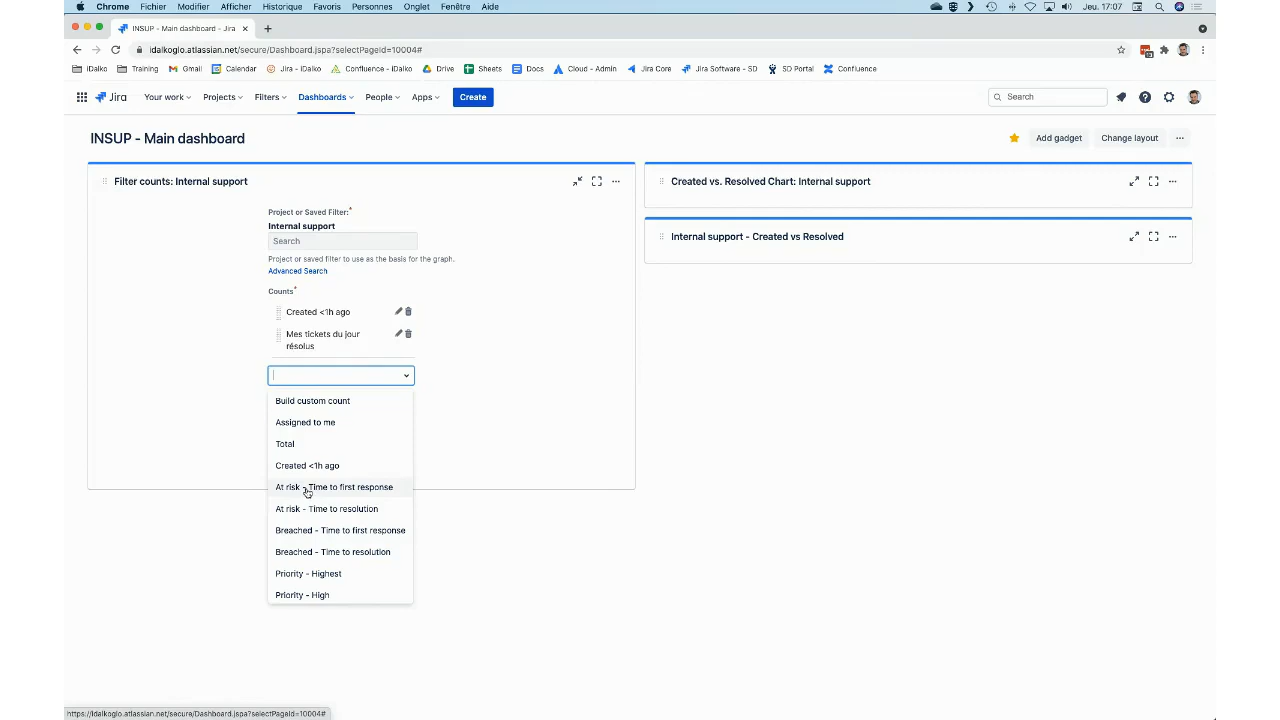 Chrome Fichier Modifier Afficher Historique Favoris Personnes Onglet Fenêtre Aide Jeu. 17:07
INSUP - Main dashboard - Jira
idalkoglo.atlassian.net/secure/Dashboard.jspa?selectPageId=10004#
iDalko Training Gmail Calendar Jira - iDalko Confluence - iDalko Drive Sheets Docs Cloud - Admin Jira Core Jira Software - SD SD Portal Confluence
Jira Your work Projects Filters Dashboards People Apps Create Search
INSUP - Main dashboard
Add gadget Change layout
Filter counts: Internal support
Created vs. Resolved Chart: Internal support
Project or Saved Filter:*
Internal support
Search
Internal support - Created vs Resolved
Project or saved filter to use as the basis for the graph.
Advanced Search
Counts*
Created <1h ago
Mes tickets du jour
résolus
Build custom count
Assigned to me
Total
Created <1h ago
At risk - Time to first response
At risk - Time to resolution
Breached - Time to first response
Breached - Time to resolution
Priority - Highest
Priority - High
https://idalkoglo.atlassian.net/secure/Dashboard.jspa?selectPageId=10004#